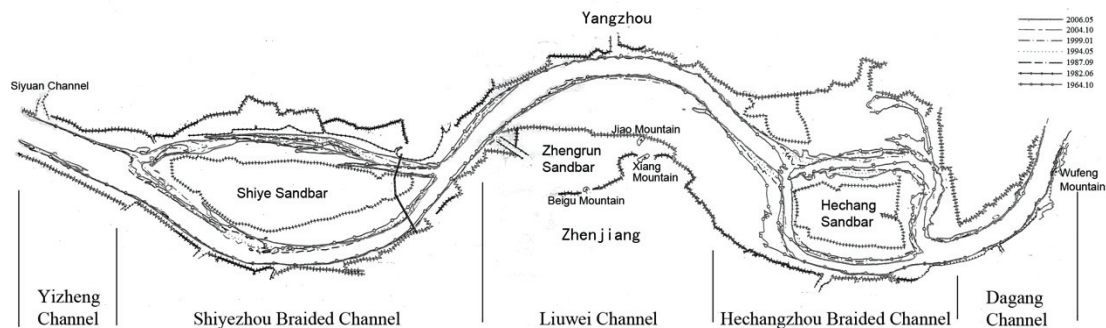 Yangzhou
2006.05
2004.10
1999.01
1994.05
1987.09
1982.06
1964.10
Siyuan Channel
Jiao Mountain
Zhengrun
Sandbar
Xiang
Mountain
Wufeng
Mountain
Shiye Sandbar
Beigu Mountain
Hechang
Sandbar
Zhenjiang
Yizheng
Channel
Shiyezhou Braided Channel
Liuwei Channel
Hechangzhou Braided Channel
Dagang
Channel